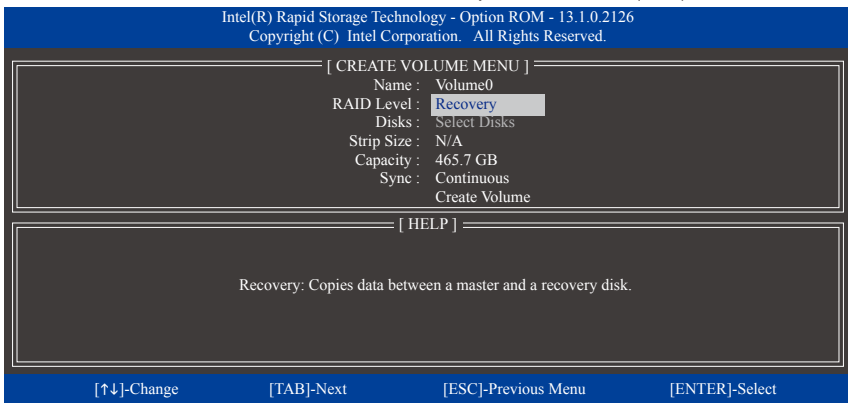 Intel(R) Rapid Storage Technology - Option ROM - 13.1.0.2126
Copyright (C) Intel Corporation. All Rights Reserved.
[ CREATE VOLUME MENU ]
Name : Volume0
RAID Level : Recovery
Disks : Select Disks
Strip Size : N/A
Capacity : 465.7 GB
Sync : Continuous
Create Volume
[ HELP ]
Recovery: Copies data between a master and a recovery disk.
[↑↓]-Change [TAB]-Next [ESC]-Previous Menu [ENTER]-Select